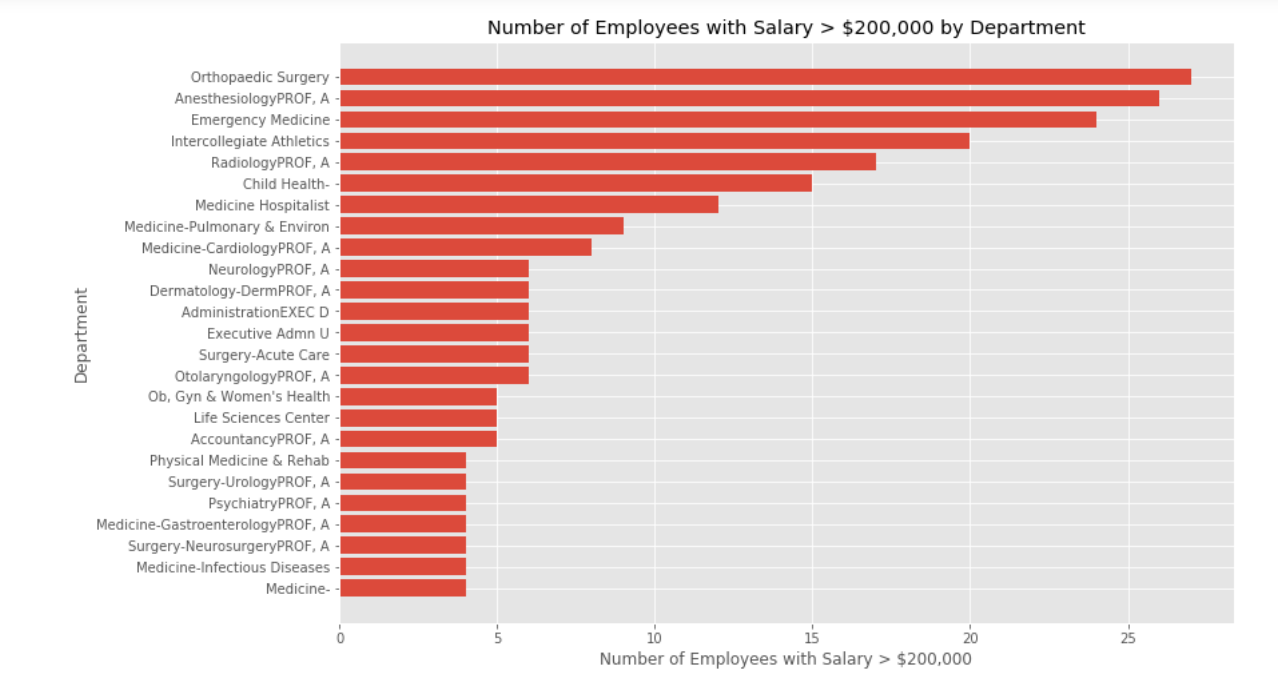 Number of Employees with Salary > $200,000 by Department
Department
Orthopaedic Surgery
AnesthesiologyPROF, A
Emergency Medicine
Intercollegiate Athletics
RadiologyPROF, A
Child Health-
Medicine Hospitalist
Medicine-Pulmonary & Environ
Medicine-CardiologyPROF, A
NeurologyPROF, A
Dermatology-DermPROF, A
AdministrationEXEC D
Executive Admn U
Surgery-Acute Care
OtolaryngologyPROF, A
Ob, Gyn & Women's Health
Life Sciences Center
AccountancyPROF, A
Physical Medicine & Rehab
Surgery-UrologyPROF, A
PsychiatryPROF, A
Medicine-GastroenterologyPROF, A
Surgery-NeurosurgeryPROF, A
Medicine-Infectious Diseases
Medicine-
0 5 10 15 20 25
Number of Employees with Salary > $200,000